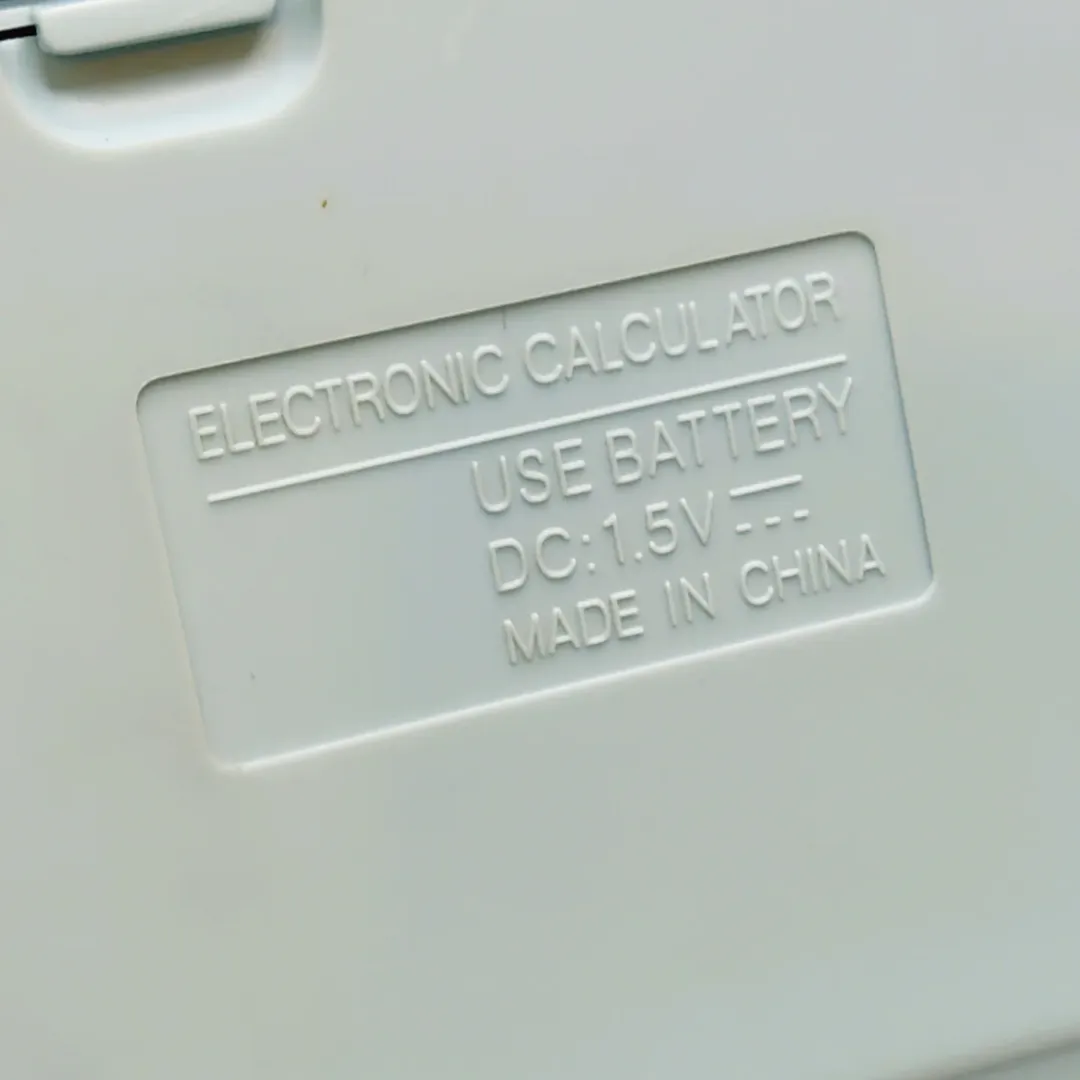 ELECTRONIC CALCULATOR
USE BATTERY
DC:1.5V⎓
MADE IN CHINA